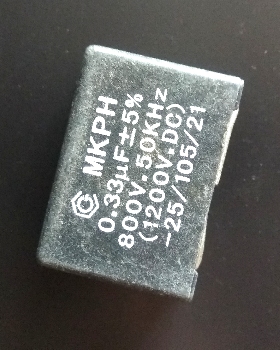 MKPH
0.33µF±5%
800V.50KHz
(1200V.DC)
-25/105/21